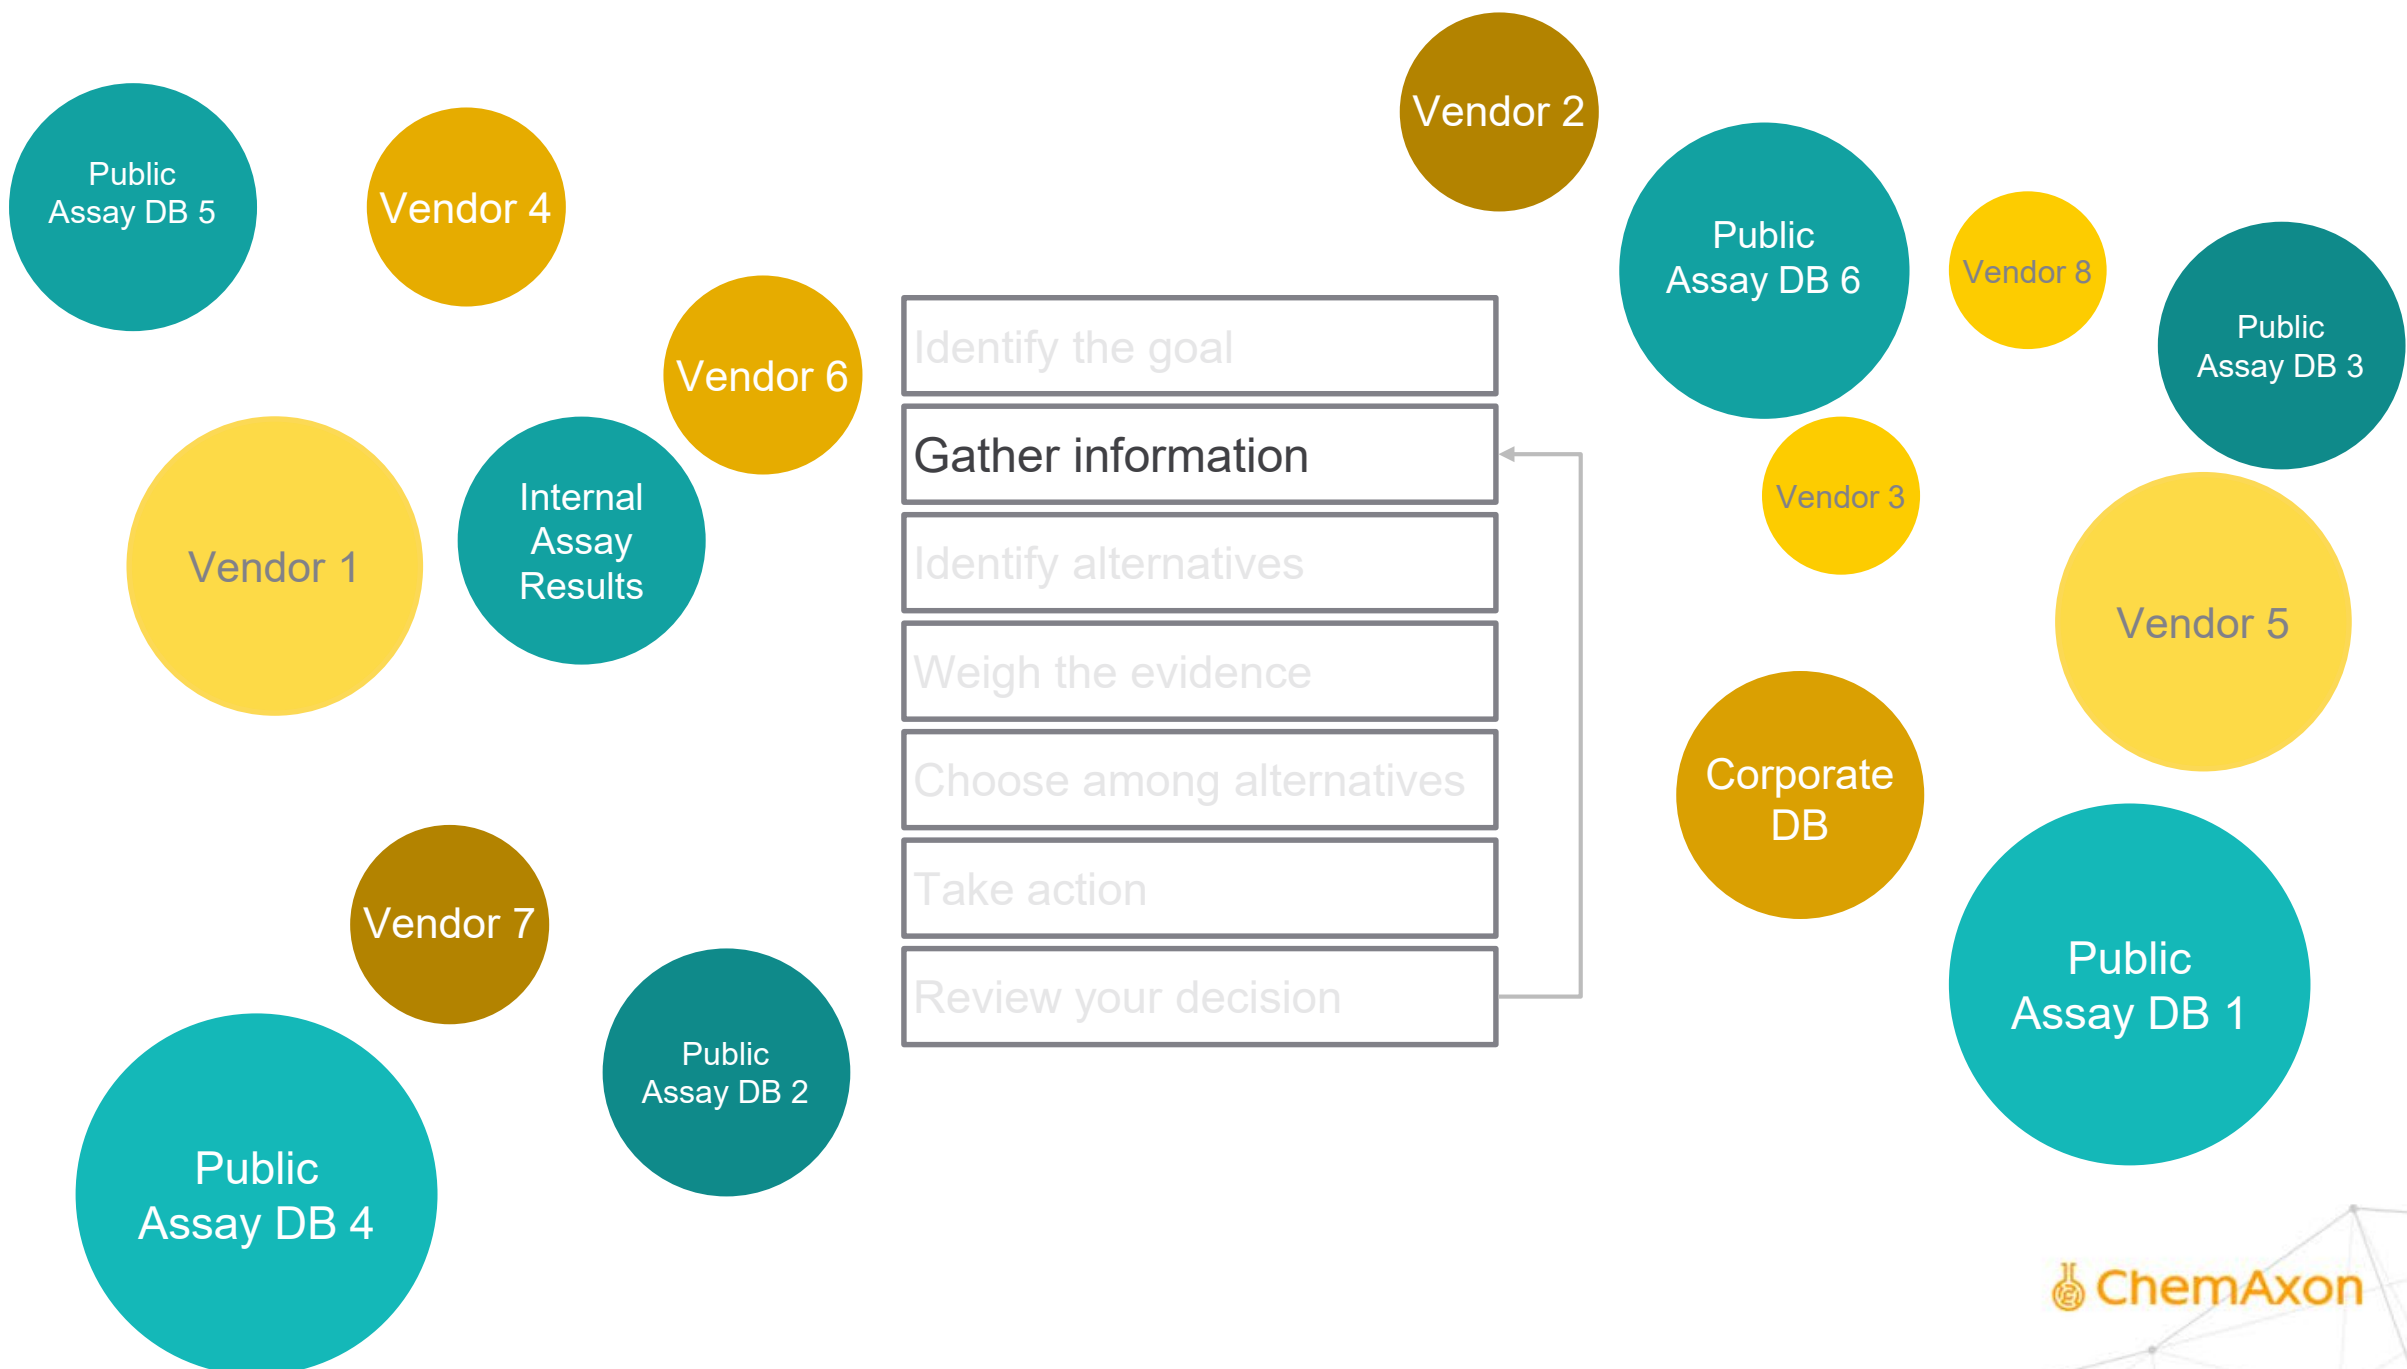 Public
Assay DB 5
Vendor 4
Vendor 6
Vendor 1
Internal
Assay
Results
Vendor 7
Public
Assay DB 2
Public
Assay DB 4
Identify the goal
Gather information
Identify alternatives
Weigh the evidence
Choose among alternatives
Take action
Review your decision
Vendor 2
Public
Assay DB 6
Vendor 8
Public
Assay DB 3
Vendor 3
Vendor 5
Corporate
DB
Public
Assay DB 1
ChemAxon